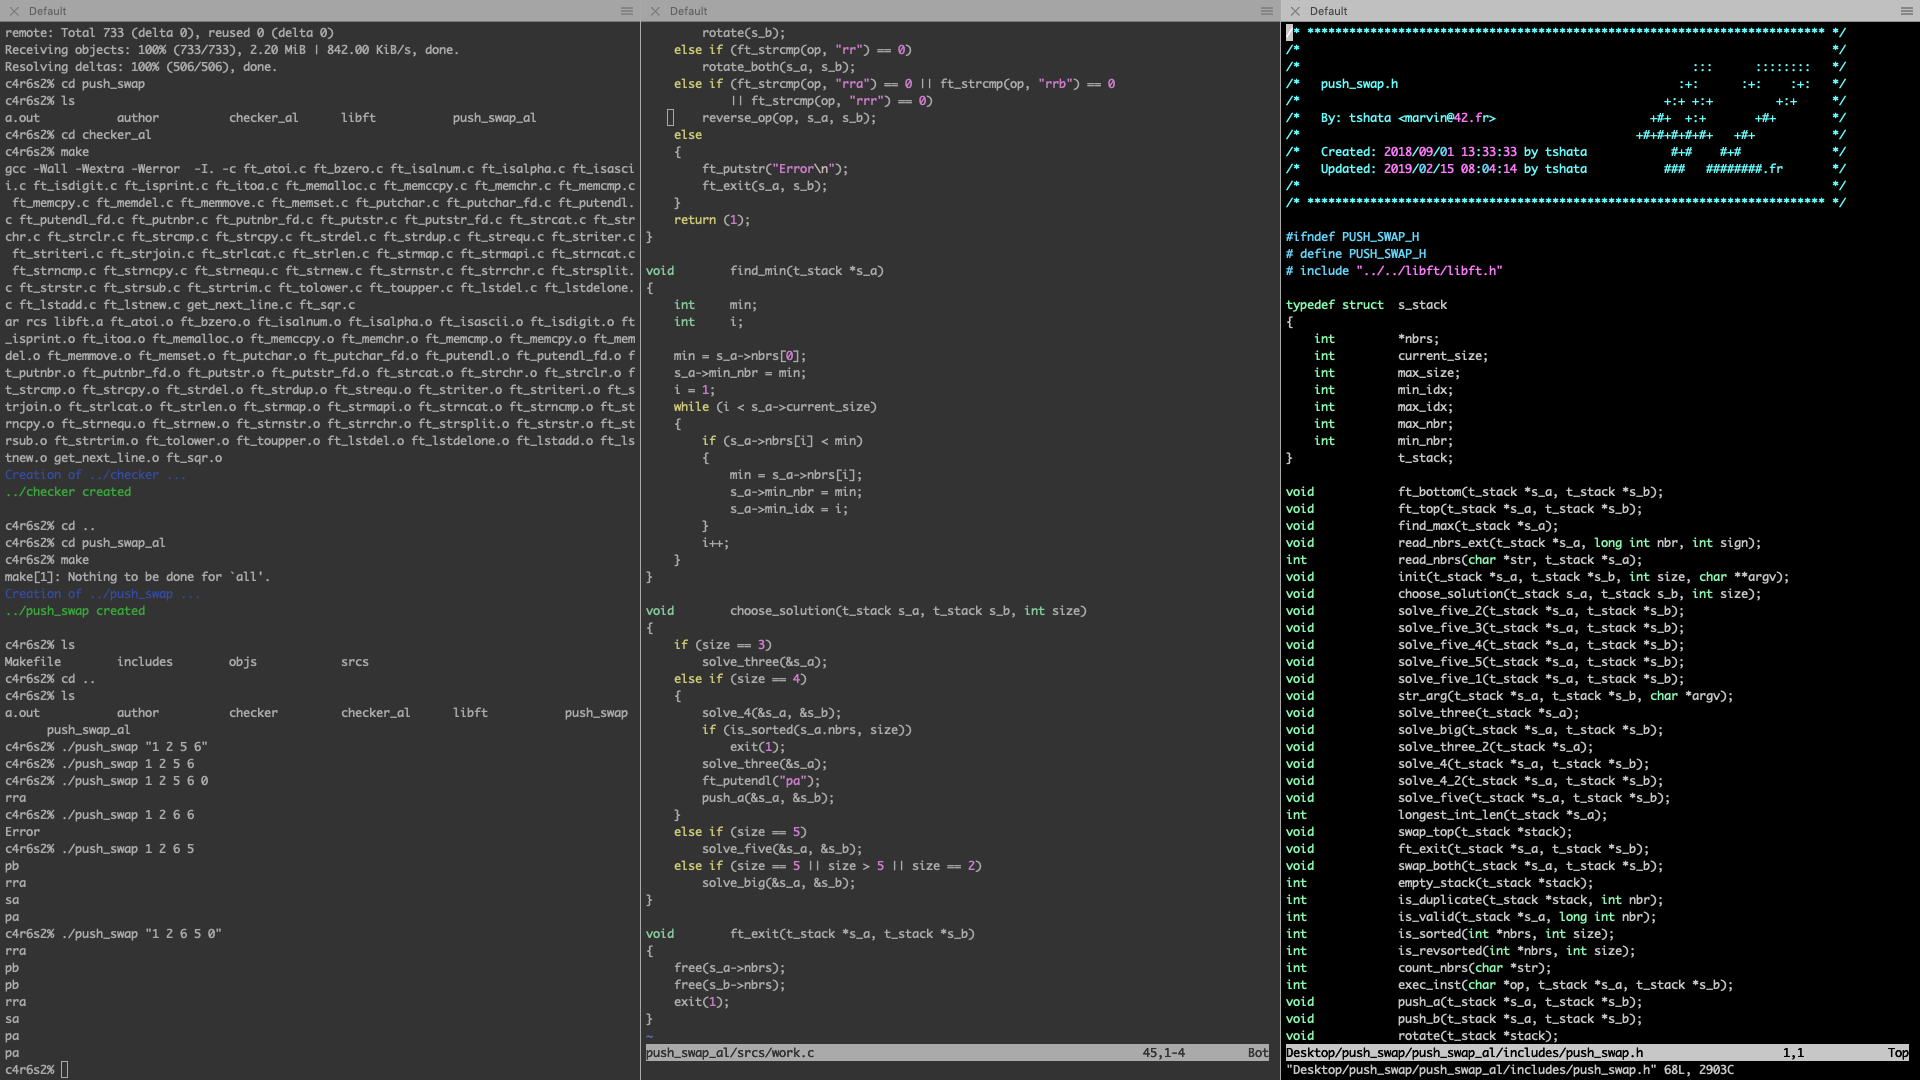 Default
remote: Total 733 (delta 0), reused 0 (delta 0)
Receiving objects: 100% (733/733), 2.20 MiB | 842.00 KiB/s, done.
Resolving deltas: 100% (506/506), done.
c4r6s2% cd push_swap
c4r6s2% ls
a.out           author          checker_al      libft           push_swap_al
c4r6s2% cd checker_al
c4r6s2% make
gcc -Wall -Wextra -Werror  -I. -c ft_atoi.c ft_bzero.c ft_isalnum.c ft_isalpha.c ft_isasci
i.c ft_isdigit.c ft_isprint.c ft_itoa.c ft_memalloc.c ft_memccpy.c ft_memchr.c ft_memcmp.c
 ft_memcpy.c ft_memdel.c ft_memmove.c ft_memset.c ft_putchar.c ft_putchar_fd.c ft_putendl.
c ft_putendl_fd.c ft_putnbr.c ft_putnbr_fd.c ft_putstr.c ft_putstr_fd.c ft_strcat.c ft_str
chr.c ft_strclr.c ft_strcmp.c ft_strcpy.c ft_strdel.c ft_strdup.c ft_strequ.c ft_striter.c
 ft_striteri.c ft_strjoin.c ft_strlcat.c ft_strlen.c ft_strmap.c ft_strmapi.c ft_strncat.c
 ft_strncmp.c ft_strncpy.c ft_strnequ.c ft_strnew.c ft_strnstr.c ft_strrchr.c ft_strsplit.
c ft_strstr.c ft_strsub.c ft_strtrim.c ft_tolower.c ft_toupper.c ft_lstdel.c ft_lstdelone.
c ft_lstadd.c ft_lstnew.c get_next_line.c ft_sqr.c
ar rcs libft.a ft_atoi.o ft_bzero.o ft_isalnum.o ft_isalpha.o ft_isascii.o ft_isdigit.o ft
_isprint.o ft_itoa.o ft_memalloc.o ft_memccpy.o ft_memchr.o ft_memcmp.o ft_memcpy.o ft_mem
del.o ft_memmove.o ft_memset.o ft_putchar.o ft_putchar_fd.o ft_putendl.o ft_putendl_fd.o f
t_putnbr.o ft_putnbr_fd.o ft_putstr.o ft_putstr_fd.o ft_strcat.o ft_strchr.o ft_strclr.o f
t_strcmp.o ft_strcpy.o ft_strdel.o ft_strdup.o ft_strequ.o ft_striter.o ft_striteri.o ft_s
trjoin.o ft_strlcat.o ft_strlen.o ft_strmap.o ft_strmapi.o ft_strncat.o ft_strncmp.o ft_st
rncpy.o ft_strnequ.o ft_strnew.o ft_strnstr.o ft_strrchr.o ft_strsplit.o ft_strstr.o ft_st
rsub.o ft_strtrim.o ft_tolower.o ft_toupper.o ft_lstdel.o ft_lstdelone.o ft_lstadd.o ft_ls
tnew.o get_next_line.o ft_sqr.o
Creation of ../checker ...
../checker created
c4r6s2% cd ..
c4r6s2% cd push_swap_al
c4r6s2% make
make[1]: Nothing to be done for `all'.
Creation of ../push_swap ...
../push_swap created
c4r6s2% ls
Makefile        includes        objs            srcs
c4r6s2% cd ..
c4r6s2% ls
a.out           author          checker         checker_al      libft           push_swap
      push_swap_al
c4r6s2% ./push_swap "1 2 5 6"
c4r6s2% ./push_swap 1 2 5 6
c4r6s2% ./push_swap 1 2 5 6 0
rra
c4r6s2% ./push_swap 1 2 6 6
Error
c4r6s2% ./push_swap 1 2 6 5
pb
rra
sa
pa
c4r6s2% ./push_swap "1 2 6 5 0"
rra
pb
pb
rra
sa
pa
pa
c4r6s2%
Default
        rotate(s_b);
    else if (ft_strcmp(op, "rr") == 0)
        rotate_both(s_a, s_b);
    else if (ft_strcmp(op, "rra") == 0 || ft_strcmp(op, "rrb") == 0
            || ft_strcmp(op, "rrr") == 0)
        reverse_op(op, s_a, s_b);
    else
    {
        ft_putstr("Error\n");
        ft_exit(s_a, s_b);
    }
    return (1);
}
void        find_min(t_stack *s_a)
{
    int     min;
    int     i;
    min = s_a->nbrs[0];
    s_a->min_nbr = min;
    i = 1;
    while (i < s_a->current_size)
    {
        if (s_a->nbrs[i] < min)
        {
            min = s_a->nbrs[i];
            s_a->min_nbr = min;
            s_a->min_idx = i;
        }
        i++;
    }
}
void        choose_solution(t_stack s_a, t_stack s_b, int size)
{
    if (size == 3)
        solve_three(&s_a);
    else if (size == 4)
    {
        solve_4(&s_a, &s_b);
        if (is_sorted(s_a.nbrs, size))
            exit(1);
        solve_three(&s_a);
        ft_putendl("pa");
        push_a(&s_a, &s_b);
    }
    else if (size == 5)
        solve_five(&s_a, &s_b);
    else if (size == 5 || size > 5 || size == 2)
        solve_big(&s_a, &s_b);
}
void        ft_exit(t_stack *s_a, t_stack *s_b)
{
    free(s_a->nbrs);
    free(s_b->nbrs);
    exit(1);
}
~
push_swap_al/srcs/work.c                                               45,1-4         Bot
Default
/* ************************************************************************** */
/*                                                                            */
/*                                                        :::      ::::::::   */
/*   push_swap.h                                        :+:      :+:    :+:   */
/*                                                    +:+ +:+         +:+     */
/*   By: tshata <marvin@42.fr>                      +#+  +:+       +#+        */
/*                                                +#+#+#+#+#+   +#+           */
/*   Created: 2018/09/01 13:33:33 by tshata            #+#    #+#             */
/*   Updated: 2019/02/15 08:04:14 by tshata           ###   ########.fr       */
/*                                                                            */
/* ************************************************************************** */
#ifndef PUSH_SWAP_H
# define PUSH_SWAP_H
# include "../../libft/libft.h"
typedef struct  s_stack
{
    int         *nbrs;
    int         current_size;
    int         max_size;
    int         min_idx;
    int         max_idx;
    int         max_nbr;
    int         min_nbr;
}               t_stack;
void            ft_bottom(t_stack *s_a, t_stack *s_b);
void            ft_top(t_stack *s_a, t_stack *s_b);
void            find_max(t_stack *s_a);
void            read_nbrs_ext(t_stack *s_a, long int nbr, int sign);
int             read_nbrs(char *str, t_stack *s_a);
void            init(t_stack *s_a, t_stack *s_b, int size, char **argv);
void            choose_solution(t_stack s_a, t_stack s_b, int size);
void            solve_five_2(t_stack *s_a, t_stack *s_b);
void            solve_five_3(t_stack *s_a, t_stack *s_b);
void            solve_five_4(t_stack *s_a, t_stack *s_b);
void            solve_five_5(t_stack *s_a, t_stack *s_b);
void            solve_five_1(t_stack *s_a, t_stack *s_b);
void            str_arg(t_stack *s_a, t_stack *s_b, char *argv);
void            solve_three(t_stack *s_a);
void            solve_big(t_stack *s_a, t_stack *s_b);
void            solve_three_2(t_stack *s_a);
void            solve_4(t_stack *s_a, t_stack *s_b);
void            solve_4_2(t_stack *s_a, t_stack *s_b);
void            solve_five(t_stack *s_a, t_stack *s_b);
int             longest_int_len(t_stack *s_a);
void            swap_top(t_stack *stack);
void            ft_exit(t_stack *s_a, t_stack *s_b);
void            swap_both(t_stack *s_a, t_stack *s_b);
int             empty_stack(t_stack *stack);
int             is_duplicate(t_stack *stack, int nbr);
int             is_valid(t_stack *s_a, long int nbr);
int             is_sorted(int *nbrs, int size);
int             is_revsorted(int *nbrs, int size);
int             count_nbrs(char *str);
int             exec_inst(char *op, t_stack *s_a, t_stack *s_b);
void            push_a(t_stack *s_a, t_stack *s_b);
void            push_b(t_stack *s_a, t_stack *s_b);
void            rotate(t_stack *stack);
Desktop/push_swap/push_swap_al/includes/push_swap.h                    1,1            Top
"Desktop/push_swap/push_swap_al/includes/push_swap.h" 68L, 2903C